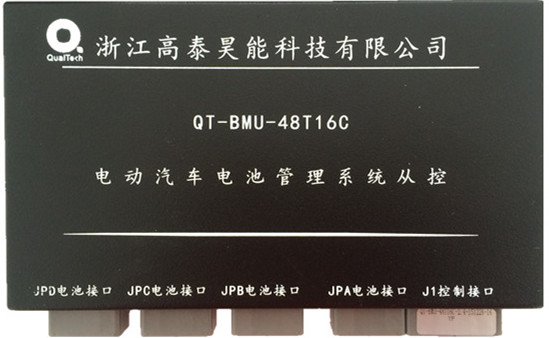 QualTech
浙江高泰昊能科技有限公司
QT-BMU-48T16C
电动汽车电池管理系统从控
JPD电池接口 JPC电池接口 JPB电池接口 JPA电池接口 J1控制接口